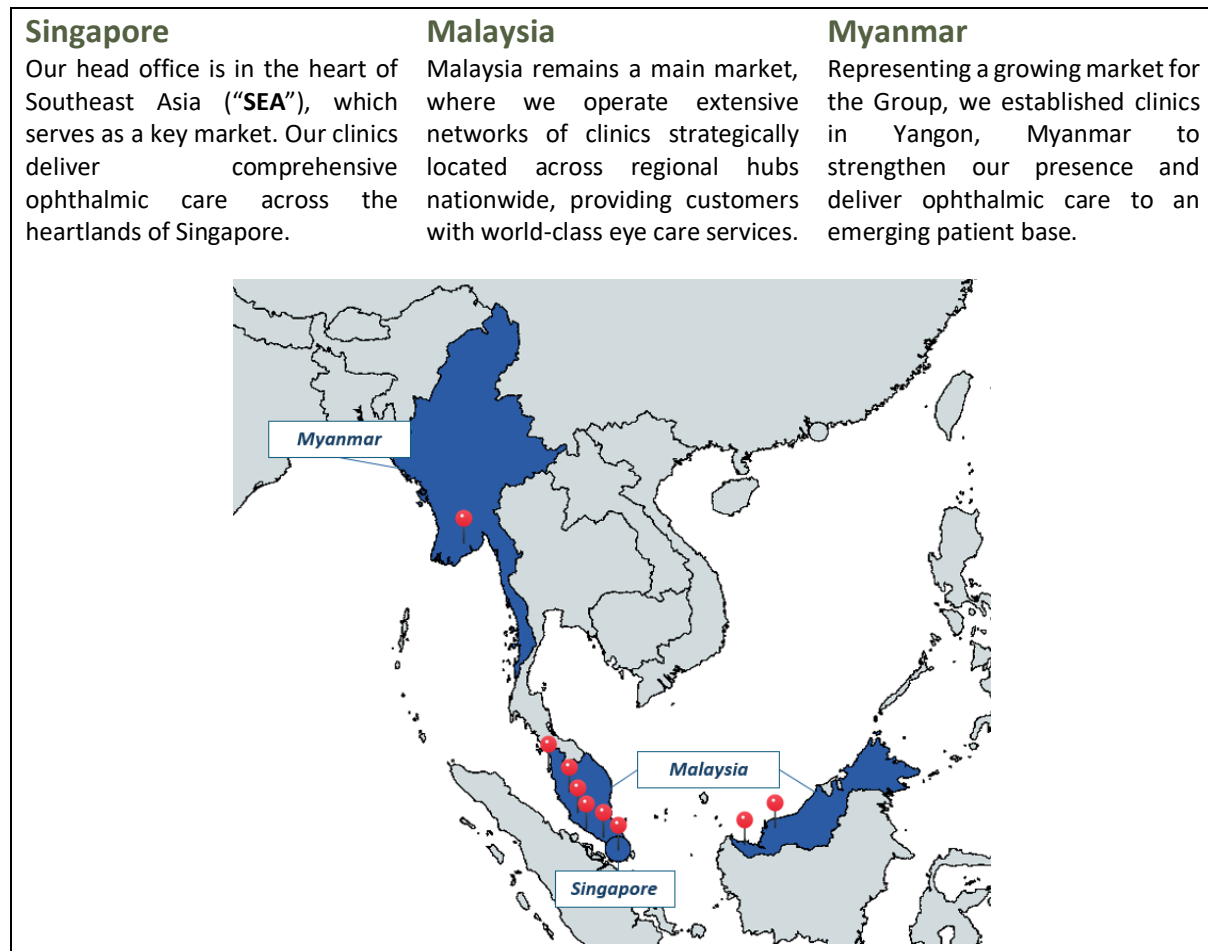 Singapore
Our head office is in the heart of
Southeast Asia (“SEA”), which
serves as a key market. Our clinics
deliver comprehensive
ophthalmic care across the
heartlands of Singapore.
Malaysia
Malaysia remains a main market,
where we operate extensive
networks of clinics strategically
located across regional hubs
nationwide, providing customers
with world-class eye care services.
Myanmar
Representing a growing market for
the Group, we established clinics
in Yangon, Myanmar to
strengthen our presence and
deliver ophthalmic care to an
emerging patient base.
Myanmar
Malaysia
Singapore